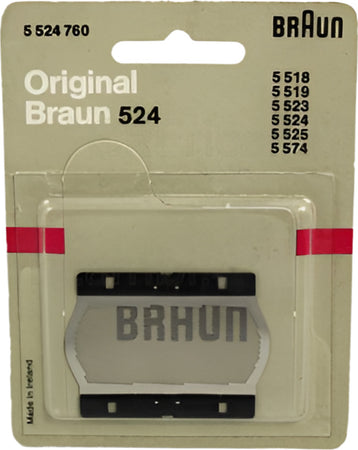 5 524 760
BRAUN
Original
Braun 524
5 518
5 519
5 523
5 524
5 525
5 574
BRAUN
Made in Ireland